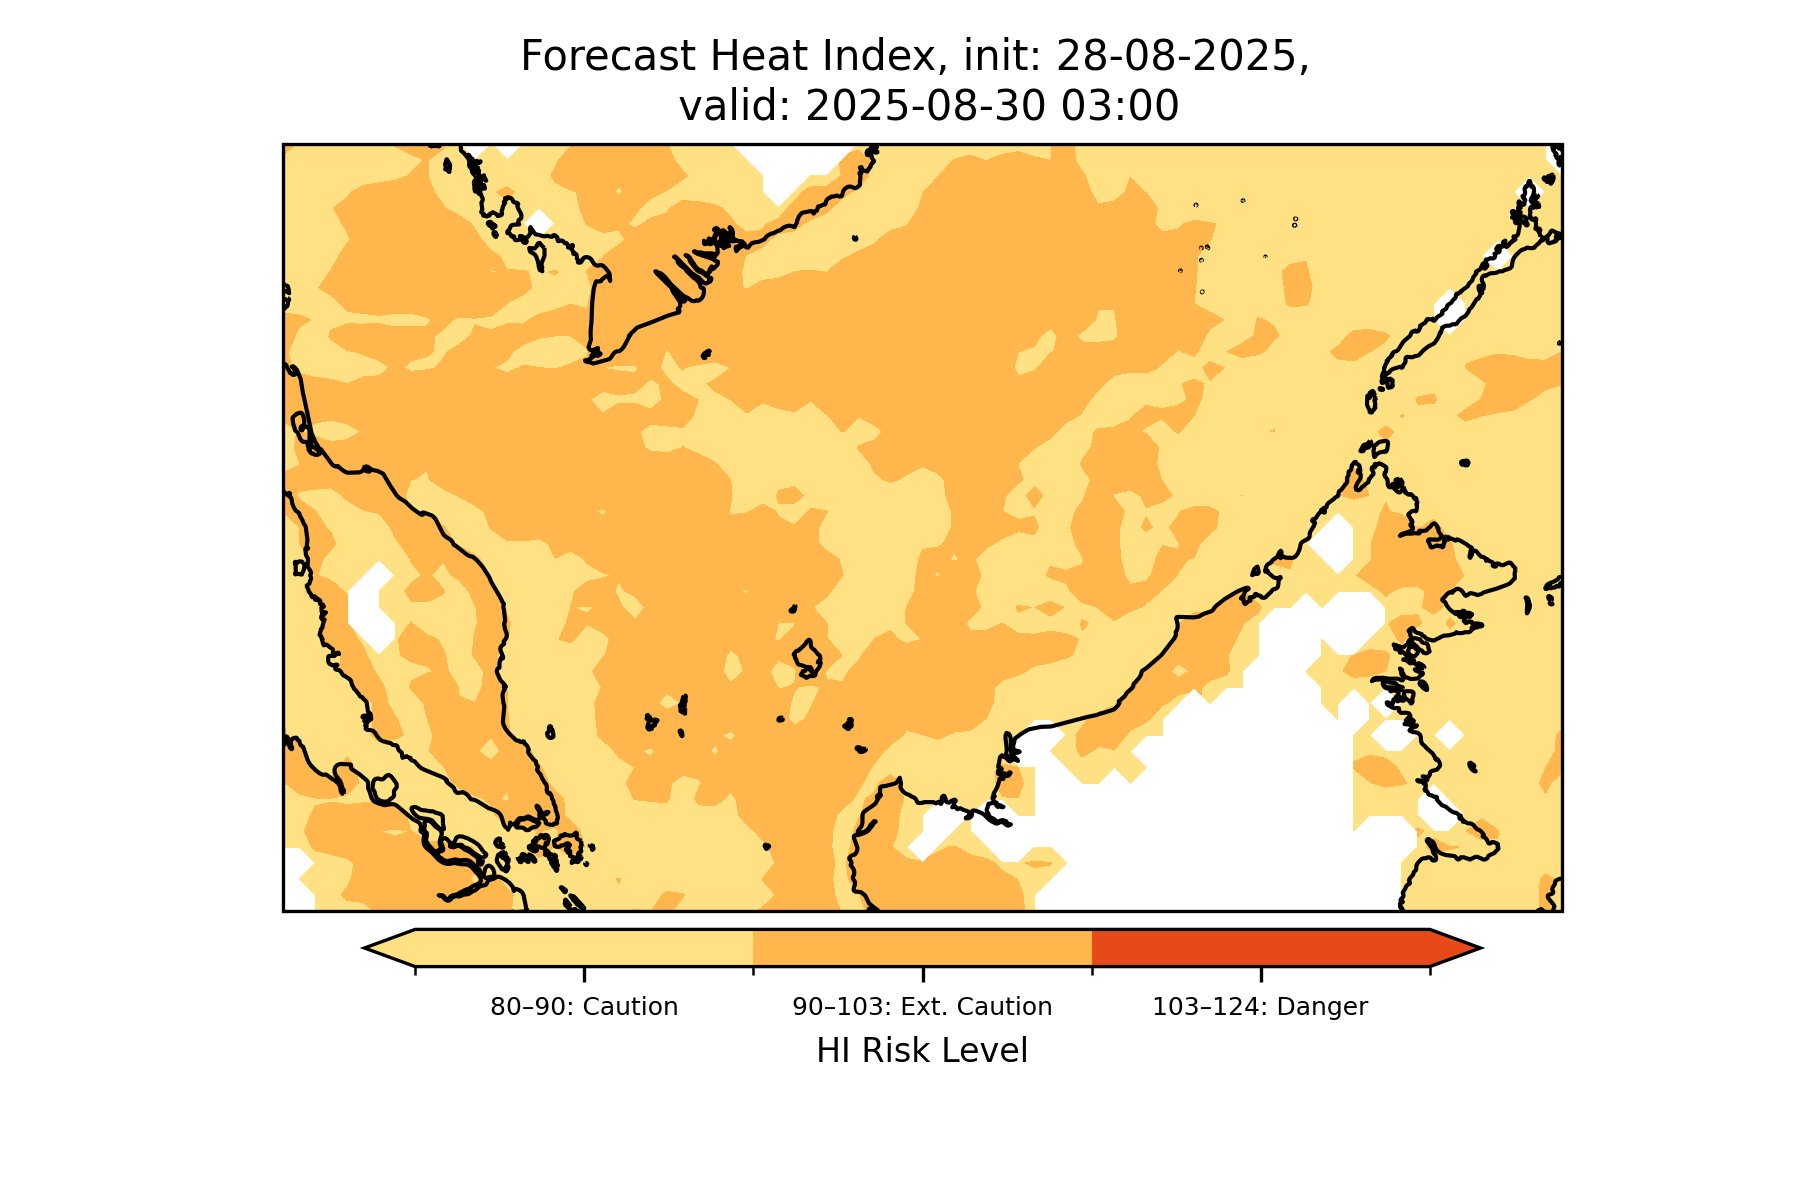 Forecast Heat Index, init: 28-08-2025,
valid: 2025-08-30 03:00
80–90: Caution
90–103: Ext. Caution
103–124: Danger
HI Risk Level